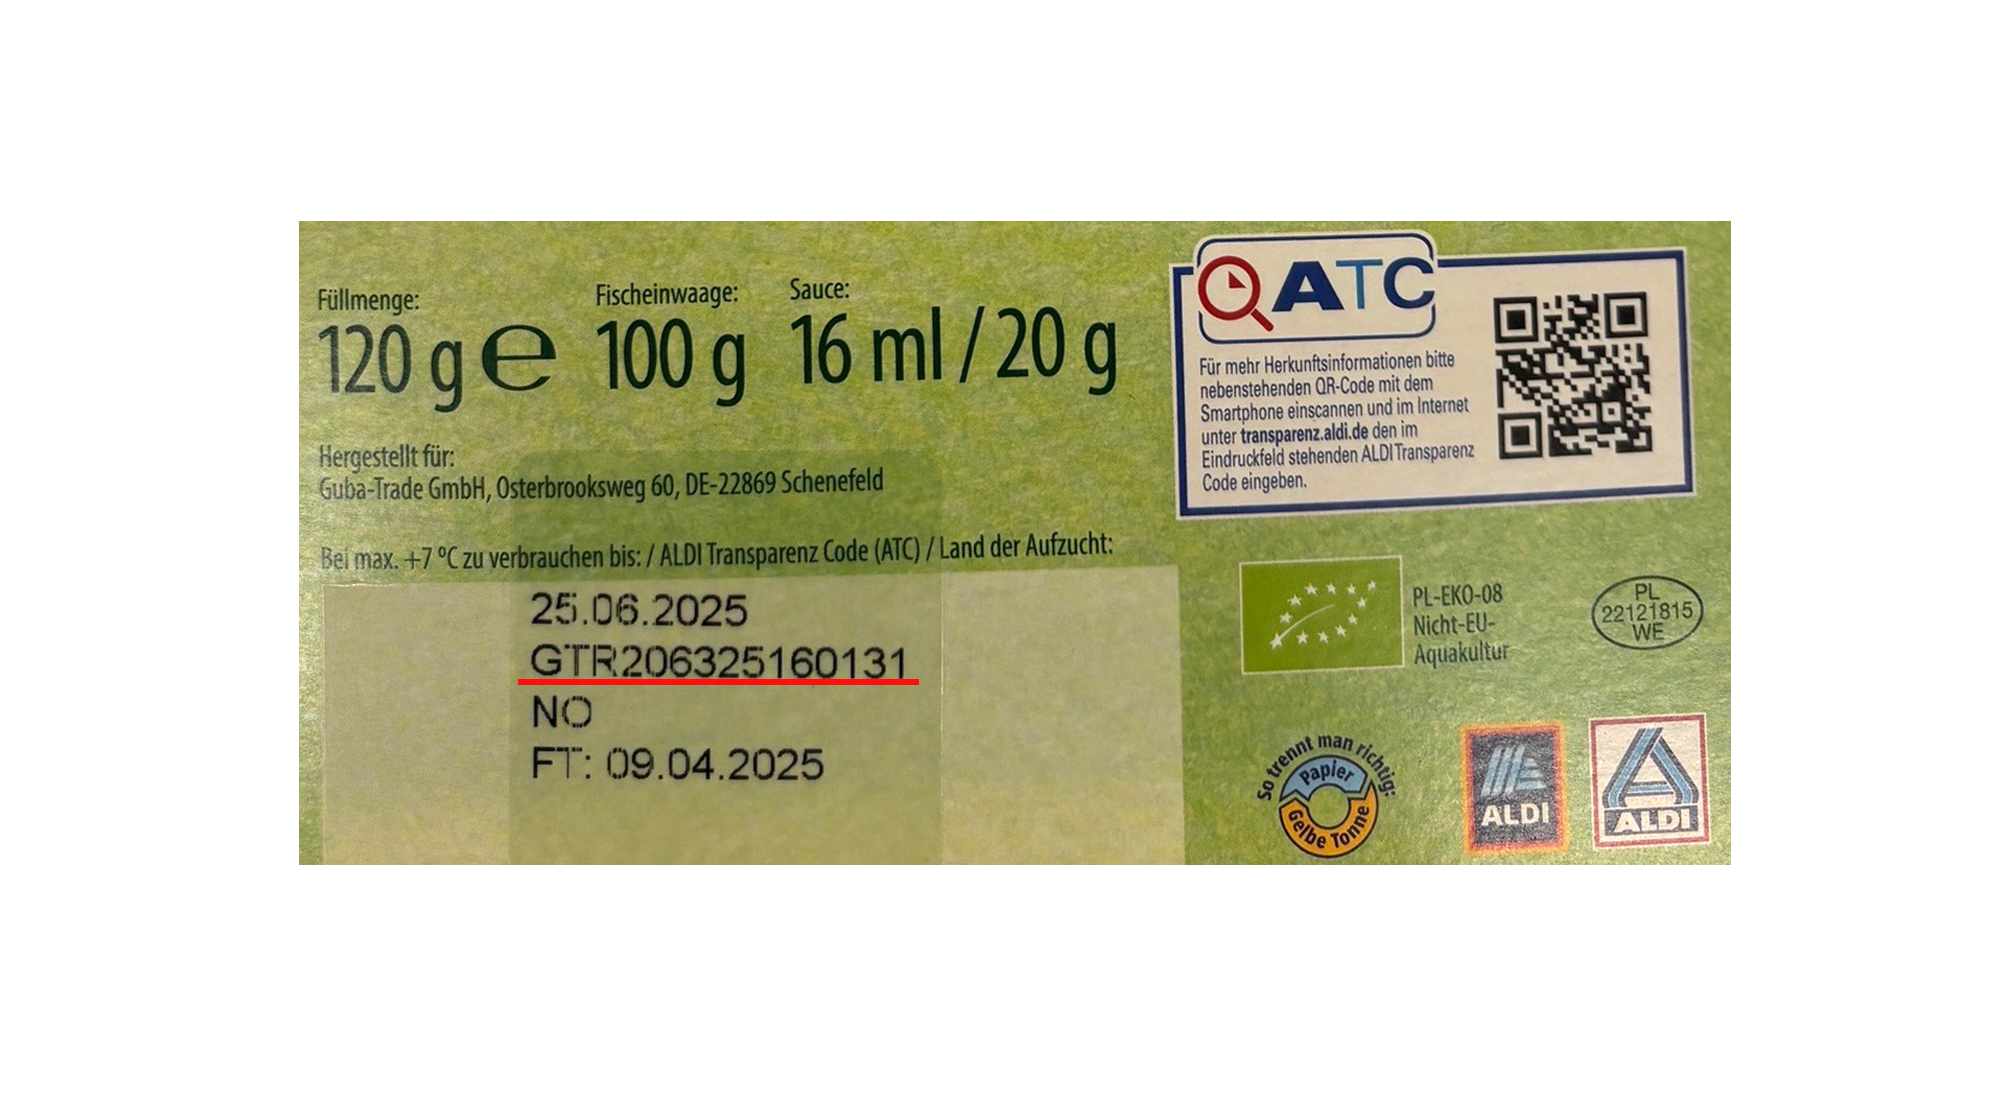 Füllmenge:
120 g ℮
Fischeinwaage:
100 g
Sauce:
16 ml / 20 g
Hergestellt für:
Guba-Trade GmbH, Osterbrooksweg 60, DE-22869 Schenefeld
Bei max. +7 °C zu verbrauchen bis: / ALDI Transparenz Code (ATC) / Land der Aufzucht:
25.06.2025
GTR206325160131
NO
FT: 09.04.2025
ATC
Für mehr Herkunftsinformationen bitte
nebenstehenden QR-Code mit dem
Smartphone einscannen und im Internet
unter transparenz.aldi.de den im
Eindruckfeld stehenden ALDI Transparenz
Code eingeben.
PL-EKO-08
Nicht-EU-
Aquakultur
PL
22121815
WE
So trennt man richtig:
Papier
Gelbe Tonne
ALDI
ALDI